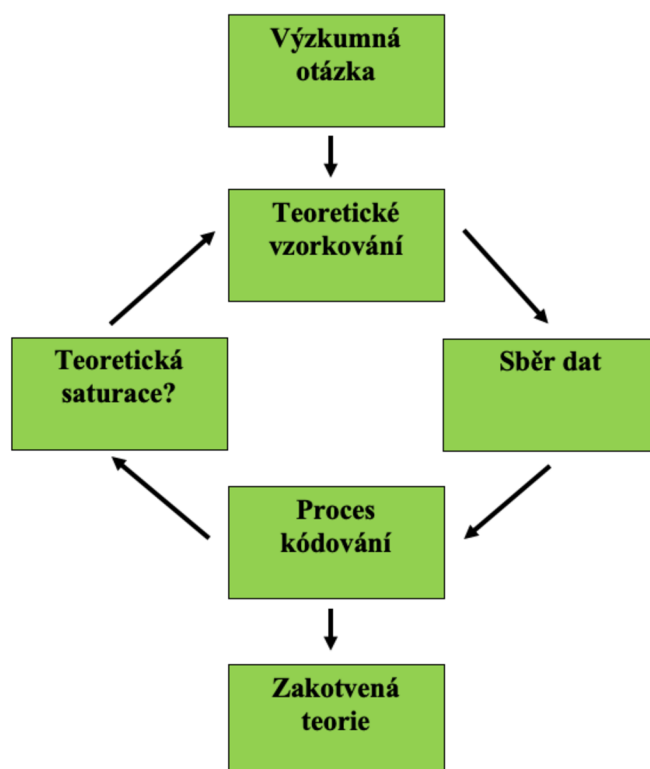 Výzkumná
otázka
Teoretické
vzorkování
Teoretická
saturace?
Sběr dat
Proces
kódování
Zakotvená
teorie